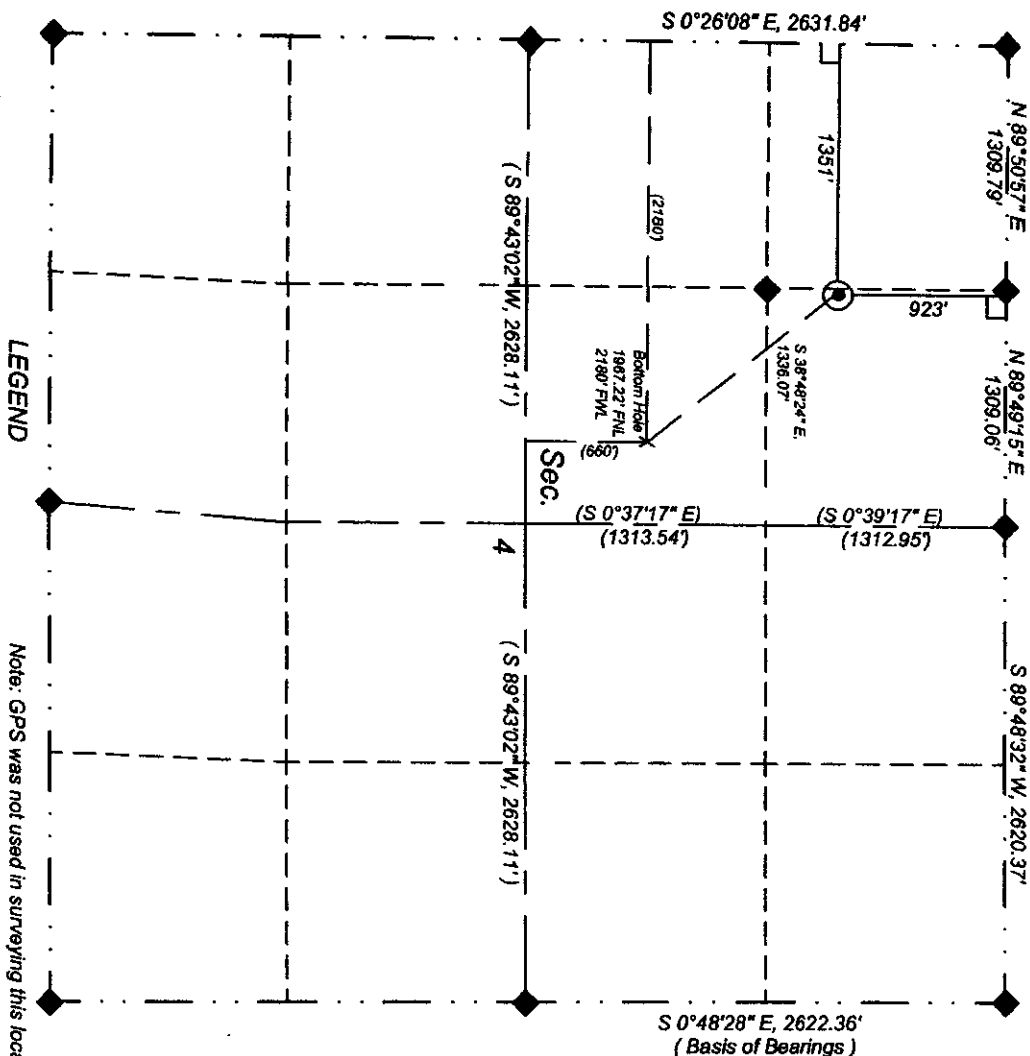 S 0°26'08" E, 2631.84'
N 89°50'57" E
1309.79'
N 89°49'15" E
1309.06'
S 89°48'32" W, 2620.37'
1351'
923'
(2180')
S 38°48'24" E,
1336.07'
Bottom Hole
1967.22' FNL
2180' FWL
(660')
( S 89°43'02" W, 2628.11' )
Sec.
4
(S 0°37'17" E)
(1313.54')
(S 0°39'17" E)
(1312.95')
( S 89°43'02" W, 2628.11' )
S 0°48'28" E, 2622.36'
( Basis of Bearings )
LEGEND
Note: GPS was not used in surveying this loca